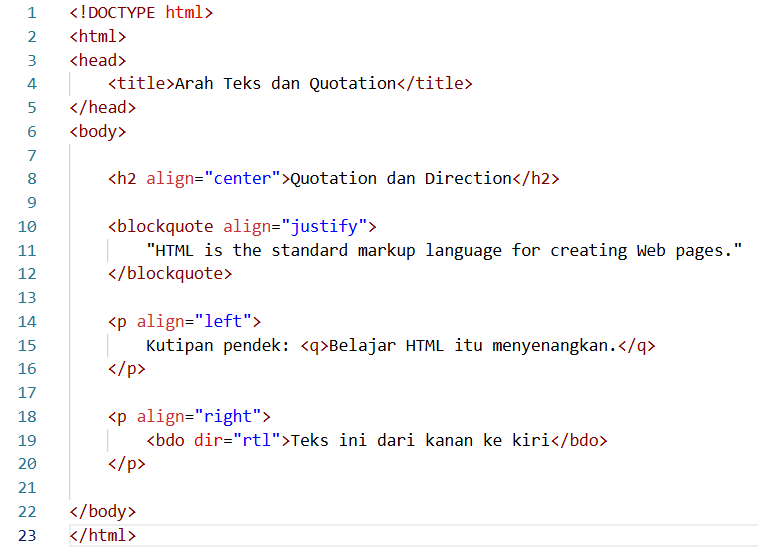 1 <!DOCTYPE html>
2 <html>
3 <head>
4     <title>Arah Teks dan Quotation</title>
5 </head>
6 <body>
7
8     <h2 align="center">Quotation dan Direction</h2>
9
10     <blockquote align="justify">
11         "HTML is the standard markup language for creating Web pages."
12     </blockquote>
13
14     <p align="left">
15         Kutipan pendek: <q>Belajar HTML itu menyenangkan.</q>
16     </p>
17
18     <p align="right">
19         <bdo dir="rtl">Teks ini dari kanan ke kiri</bdo>
20     </p>
21
22 </body>
23 </html>